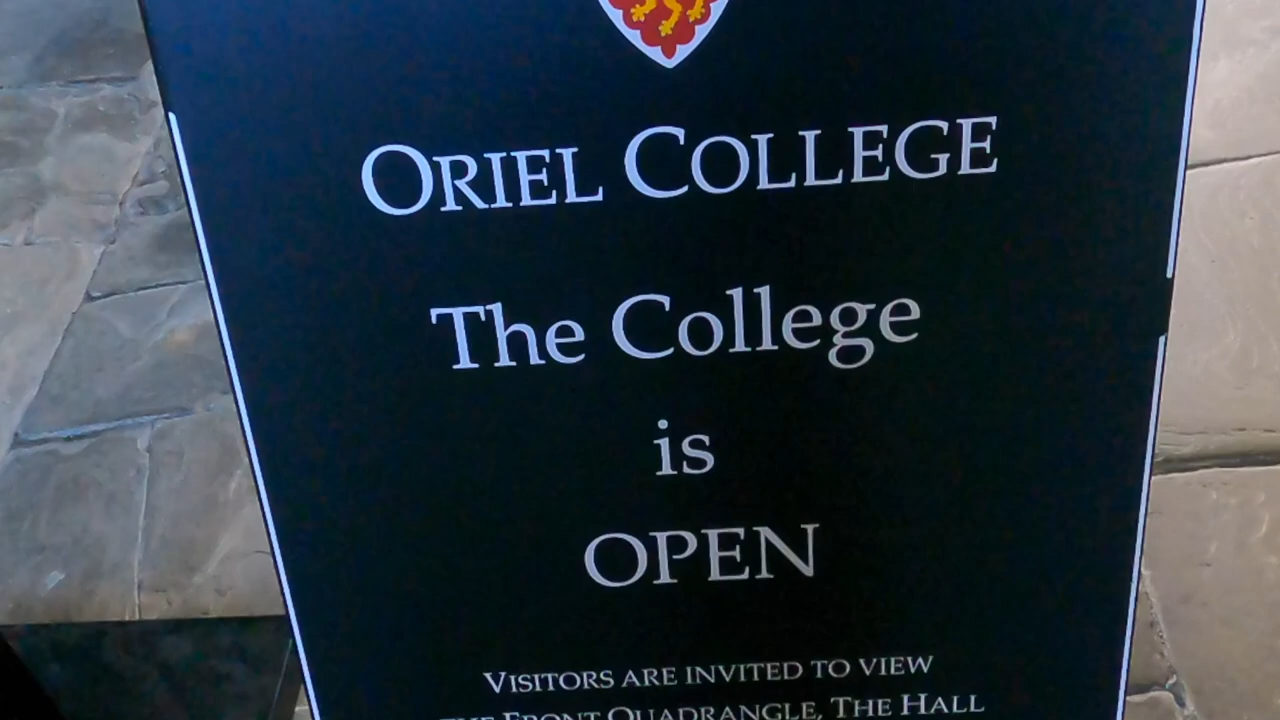 ORIEL COLLEGE
The College
is
OPEN
VISITORS ARE INVITED TO VIEW
THE FRONT QUADRANGLE, THE HALL